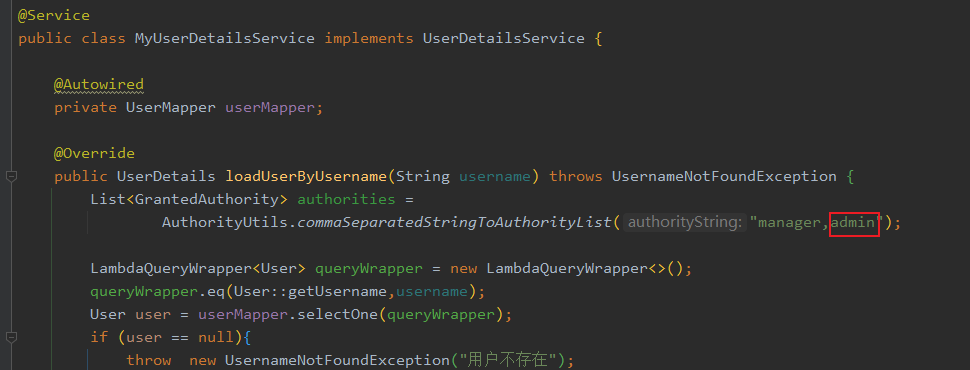 @Service
public class MyUserDetailsService implements UserDetailsService {
@Autowired
private UserMapper userMapper;
@Override
public UserDetails loadUserByUsername(String username) throws UsernameNotFoundException {
List<GrantedAuthority> authorities =
AuthorityUtils.commaSeparatedStringToAuthorityList( authorityString: "manager,admin");
LambdaQueryWrapper<User> queryWrapper = new LambdaQueryWrapper<>();
queryWrapper.eq(User::getUsername,username);
User user = userMapper.selectOne(queryWrapper);
if (user == null){
throw  new UsernameNotFoundException("用户不存在");